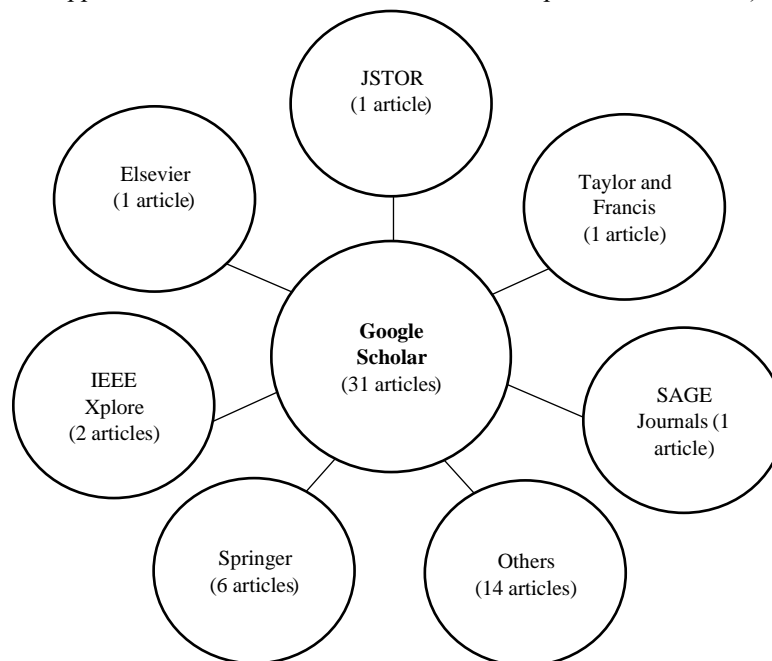 JSTOR
(1 article)
Elsevier
(1 article)
Taylor and
Francis
(1 article)
Google
Scholar
(31 articles)
IEEE
Xplore
(2 articles)
SAGE
Journals (1
article)
Springer
(6 articles)
Others
(14 articles)